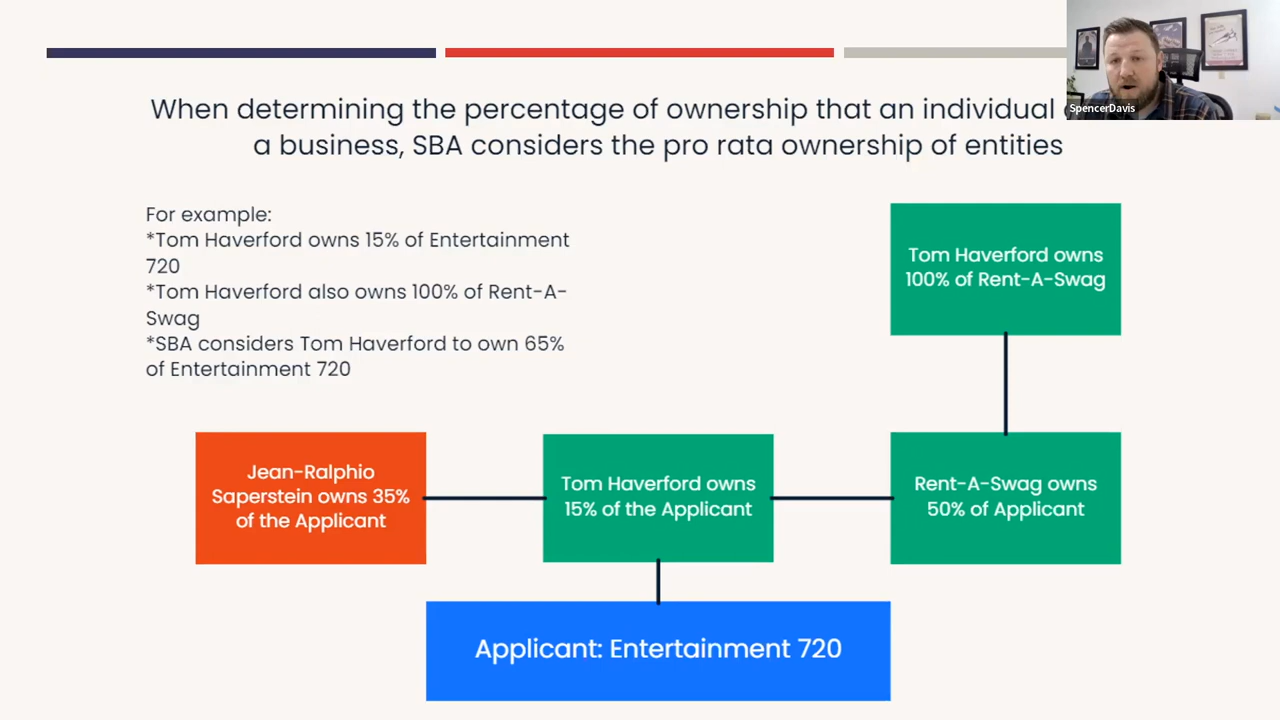 When determining the percentage of ownership that an individual
a business, SBA considers the pro rata ownership of entities
SpencerDavis
For example:
*Tom Haverford owns 15% of Entertainment
720
*Tom Haverford also owns 100% of Rent-A-
Swag
*SBA considers Tom Haverford to own 65%
of Entertainment 720
Tom Haverford owns
100% of Rent-A-Swag
Jean-Ralphio
Saperstein owns 35%
of the Applicant
Tom Haverford owns
15% of the Applicant
Rent-A-Swag owns
50% of Applicant
Applicant: Entertainment 720